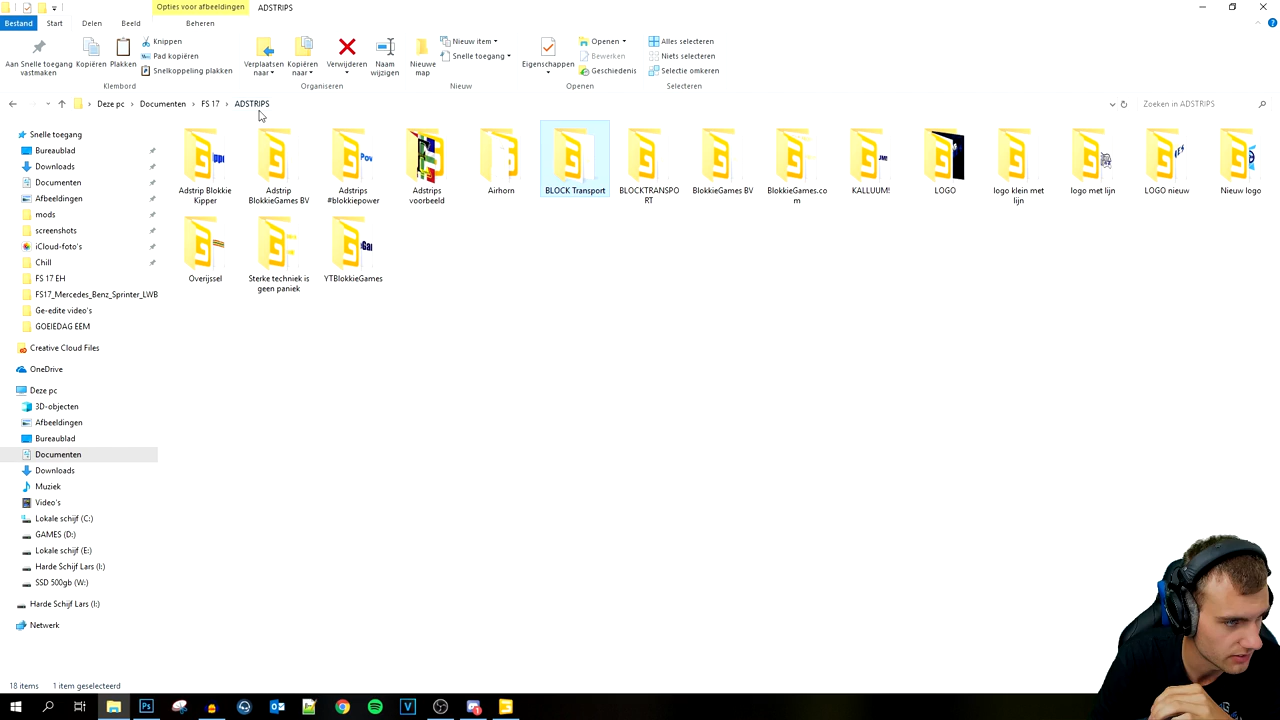 Opties voor afbeeldingen ADSTRIPS
Bestand Start Delen Beeld Beheren
Aan Snelle toegang vastmaken
Kopiëren
Plakken
Knippen
Pad kopiëren
Snelkoppeling plakken
Klembord
Verplaatsen naar
Kopiëren naar
Verwijderen
Naam wijzigen
Organiseren
Nieuwe map
Nieuw item
Snelle toegang
Nieuw
Eigenschappen
Openen
Bewerken
Geschiedenis
Openen
Alles selecteren
Niets selecteren
Selectie omkeren
Selecteren
Deze pc > Documenten > FS 17 > ADSTRIPS
Zoeken in ADSTRIPS
Snelle toegang
Bureaublad
Downloads
Documenten
Afbeeldingen
mods
screenshots
iCloud-foto's
Chill
FS 17 EH
FS17_Mercedes_Benz_Sprinter_LWB
Ge-edite video's
GOEIEDAG EEM
Creative Cloud Files
OneDrive
Deze pc
3D-objecten
Afbeeldingen
Bureaublad
Documenten
Downloads
Muziek
Video's
Lokale schijf (C:)
GAMES (D:)
Lokale schijf (E:)
Harde Schijf Lars (I:)
SSD 500gb (W:)
Harde Schijf Lars (I:)
Netwerk
Adstrip Blokkie
Kipper
Adstrip
BlokkieGames BV
Adstrips
#blokkiepower
Adstrips
voorbeeld
Airhorn
BLOCK Transport
BLOCKTRANSPO
RT
BlokkieGames BV
BlokkieGames.co
m
KALLUUM!
LOGO
logo klein met
lijn
logo met lijn
LOGO nieuw
Nieuw logo
Overijssel
Sterke techniek is
geen paniek
YTBlokkieGames
18 items 1 item geselecteerd